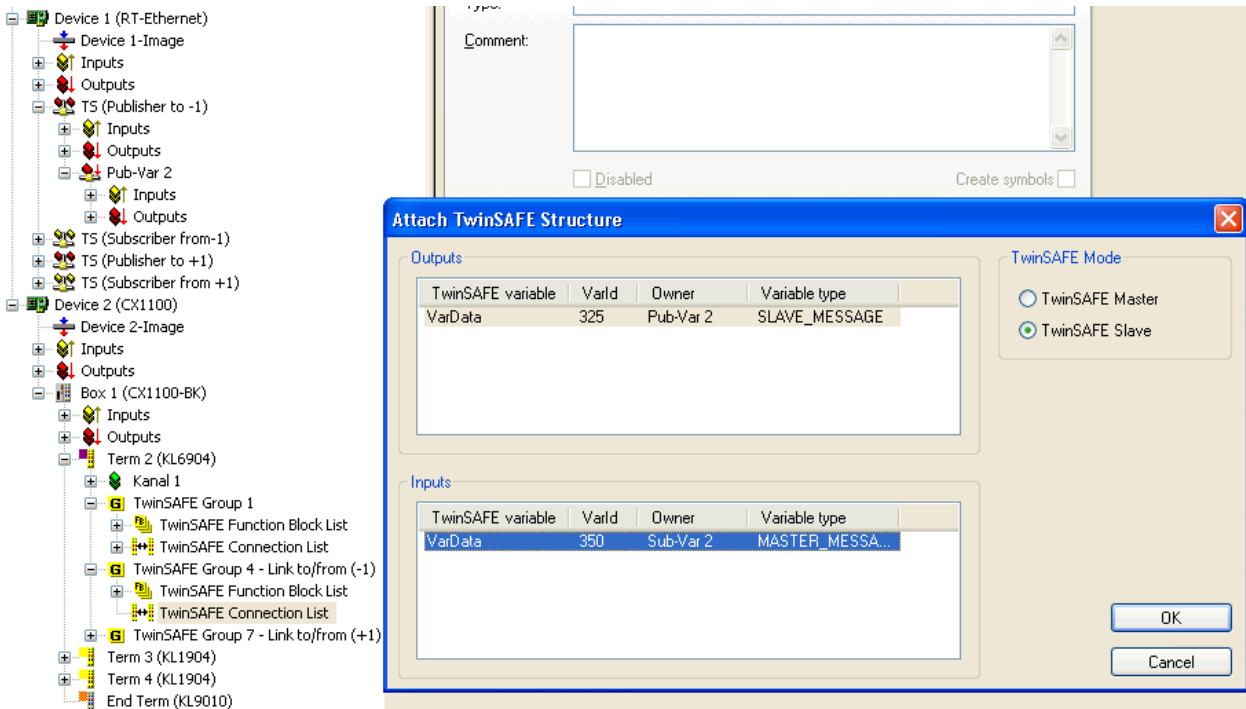 Device 1 (RT-Ethernet)
Device 1-Image
Inputs
Outputs
TS (Publisher to -1)
Inputs
Outputs
Pub-Var 2
Inputs
Outputs
TS (Subscriber from-1)
TS (Publisher to +1)
TS (Subscriber from +1)
Device 2 (CX1100)
Device 2-Image
Inputs
Outputs
Box 1 (CX1100-BK)
Inputs
Outputs
Term 2 (KL6904)
Kanal 1
G TwinSAFE Group 1
FB TwinSAFE Function Block List
TwinSAFE Connection List
G TwinSAFE Group 4 - Link to/from (-1)
FB TwinSAFE Function Block List
TwinSAFE Connection List
G TwinSAFE Group 7 - Link to/from (+1)
Term 3 (KL1904)
Term 4 (KL1904)
End Term (KL9010)
Type:
Comment:
Disabled Create symbols
Attach TwinSAFE Structure
Outputs
TwinSAFE variable VarId Owner Variable type
VarData 325 Pub-Var 2 SLAVE_MESSAGE
Inputs
TwinSAFE variable VarId Owner Variable type
VarData 350 Sub-Var 2 MASTER_MESSA...
TwinSAFE Mode
TwinSAFE Master
TwinSAFE Slave
OK
Cancel